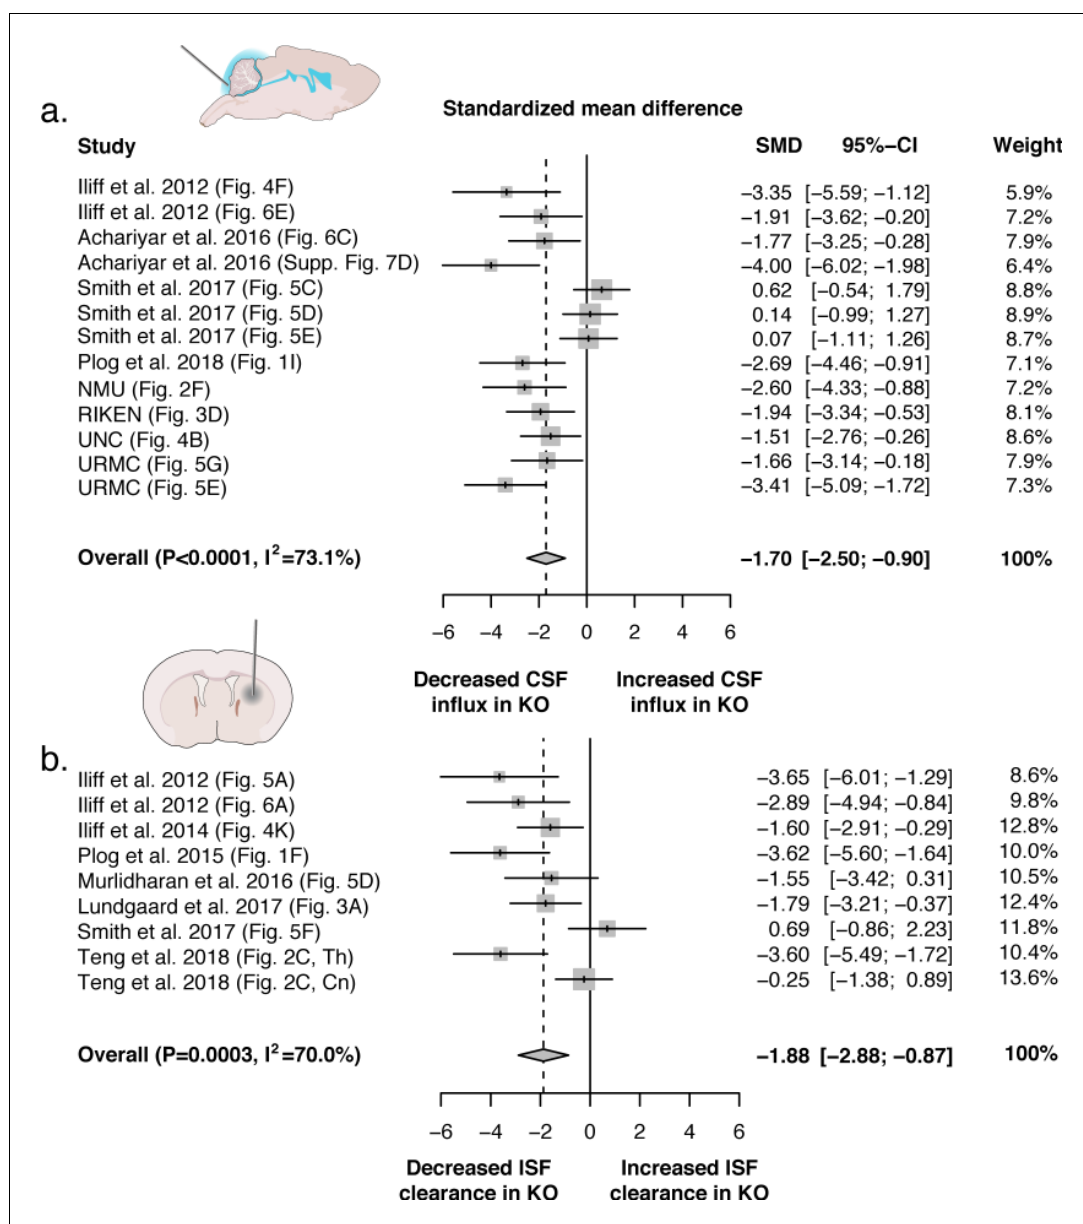 a.
Standardized mean difference
Study SMD 95%−CI Weight
Iliff et al. 2012 (Fig. 4F) −3.35 [−5.59; −1.12] 5.9%
Iliff et al. 2012 (Fig. 6E) −1.91 [−3.62; −0.20] 7.2%
Achariyar et al. 2016 (Fig. 6C) −1.77 [−3.25; −0.28] 7.9%
Achariyar et al. 2016 (Supp. Fig. 7D) −4.00 [−6.02; −1.98] 6.4%
Smith et al. 2017 (Fig. 5C) 0.62 [−0.54; 1.79] 8.8%
Smith et al. 2017 (Fig. 5D) 0.14 [−0.99; 1.27] 8.9%
Smith et al. 2017 (Fig. 5E) 0.07 [−1.11; 1.26] 8.7%
Plog et al. 2018 (Fig. 1I) −2.69 [−4.46; −0.91] 7.1%
NMU (Fig. 2F) −2.60 [−4.33; −0.88] 7.2%
RIKEN (Fig. 3D) −1.94 [−3.34; −0.53] 8.1%
UNC (Fig. 4B) −1.51 [−2.76; −0.26] 8.6%
URMC (Fig. 5G) −1.66 [−3.14; −0.18] 7.9%
URMC (Fig. 5E) −3.41 [−5.09; −1.72] 7.3%
Overall (P<0.0001, I²=73.1%) −1.70 [−2.50; −0.90] 100%
−6 −4 −2 0 2 4 6
Decreased CSF Increased CSF
influx in KO influx in KO
b.
Iliff et al. 2012 (Fig. 5A) −3.65 [−6.01; −1.29] 8.6%
Iliff et al. 2012 (Fig. 6A) −2.89 [−4.94; −0.84] 9.8%
Iliff et al. 2014 (Fig. 4K) −1.60 [−2.91; −0.29] 12.8%
Plog et al. 2015 (Fig. 1F) −3.62 [−5.60; −1.64] 10.0%
Murlidharan et al. 2016 (Fig. 5D) −1.55 [−3.42; 0.31] 10.5%
Lundgaard et al. 2017 (Fig. 3A) −1.79 [−3.21; −0.37] 12.4%
Smith et al. 2017 (Fig. 5F) 0.69 [−0.86; 2.23] 11.8%
Teng et al. 2018 (Fig. 2C, Th) −3.60 [−5.49; −1.72] 10.4%
Teng et al. 2018 (Fig. 2C, Cn) −0.25 [−1.38; 0.89] 13.6%
Overall (P=0.0003, I²=70.0%) −1.88 [−2.88; −0.87] 100%
−6 −4 −2 0 2 4 6
Decreased ISF Increased ISF
clearance in KO clearance in KO